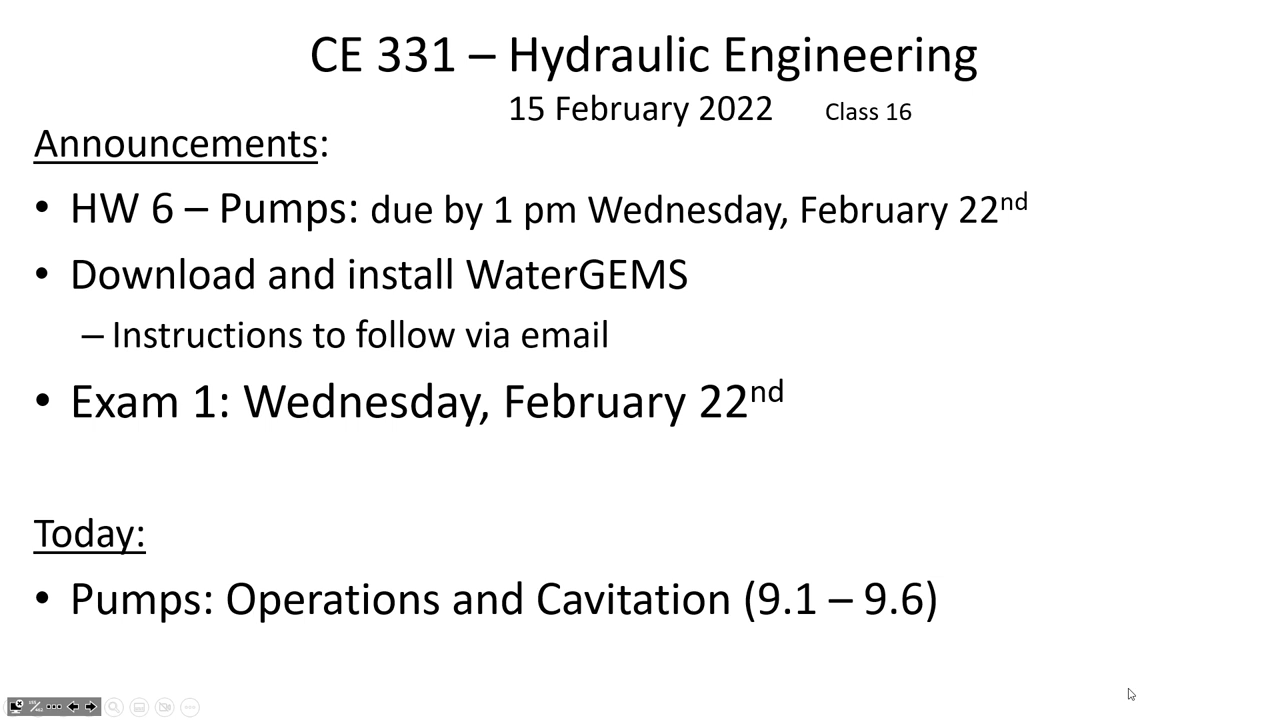 CE 331 – Hydraulic Engineering
15 February 2022 Class 16
Announcements:
• HW 6 – Pumps: due by 1 pm Wednesday, February 22nd
• Download and install WaterGEMS
– Instructions to follow via email
• Exam 1: Wednesday, February 22nd
Today:
• Pumps: Operations and Cavitation (9.1 – 9.6)